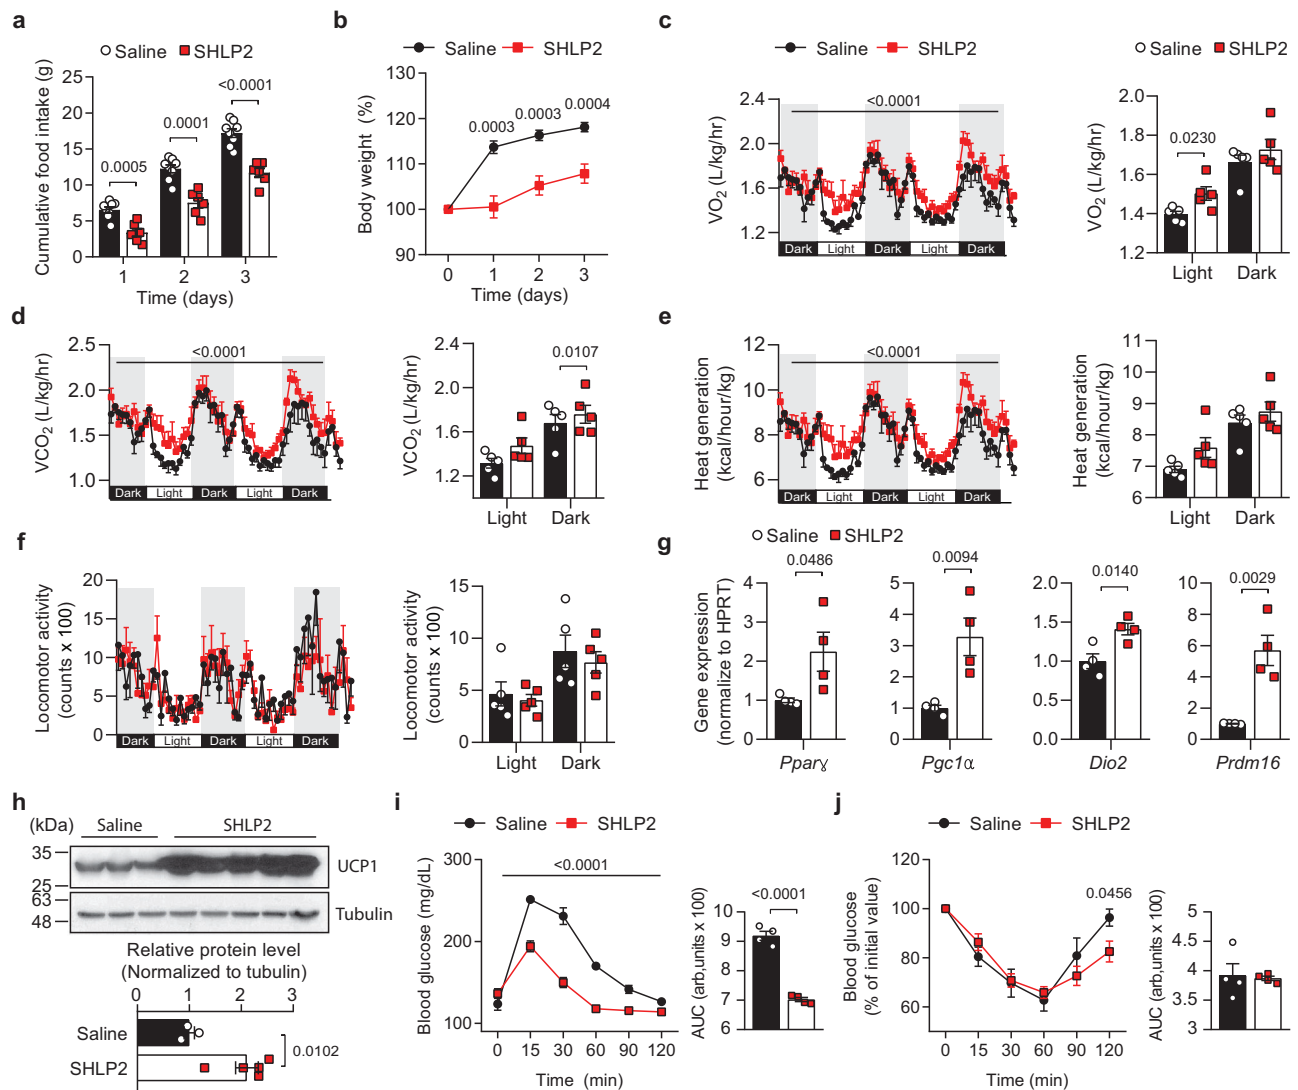 a
Saline SHLP2
Cumulative food intake (g)
25
20
15
10
5
0
0.0005
0.0001
<0.0001
1 2 3
Time (days)
b
Saline SHLP2
Body weight (%)
130
120
110
100
90
0.0003
0.0003
0.0004
0 1 2 3
Time (days)
c
Saline SHLP2
VO2 (L/kg/hr)
2.4
2.0
1.6
1.2
<0.0001
Dark Light Dark Light Dark
Saline SHLP2
VO2 (L/kg/hr)
2.0
1.8
1.6
1.4
1.2
0.0230
Light Dark
d
VCO2 (L/kg/hr)
2.5
2.0
1.5
1.0
<0.0001
Dark Light Dark Light Dark
VCO2 (L/kg/hr)
2.4
2.0
1.6
1.2
0.0107
Light Dark
e
Heat generation
(kcal/hour/kg)
12
10
8
6
<0.0001
Dark Light Dark Light Dark
Heat generation
(kcal/hour/kg)
11
10
9
8
7
6
Light Dark
f
Locomotor activity
(counts x 100)
20
15
10
5
0
Dark Light Dark Light Dark
Locomotor activity
(counts x 100)
15
10
5
0
Light Dark
g
Saline SHLP2
Gene expression
(normalize to HPRT)
4
3
2
1
0
0.0486
Pparɣ
5
4
3
2
1
0
0.0094
Pgc1α
2.0
1.5
1.0
0.5
0.0
0.0140
Dio2
10
8
6
4
2
0
0.0029
Prdm16
h
(kDa) Saline SHLP2
35
25
UCP1
63
48
Tubulin
Relative protein level
(Normalized to tubulin)
0 1 2 3
Saline
SHLP2
0.0102
i
Saline SHLP2
Blood glucose (mg/dL)
300
200
100
<0.0001
0 15 30 60 90 120
Time (min)
AUC (arb,units x 100)
10
9
8
7
6
<0.0001
j
Saline SHLP2
Blood glucose
(% of initial value)
120
100
80
60
0.0456
0 15 30 60 90 120
Time (min)
AUC (arb,units x 100)
5
4.5
4
3.5
3